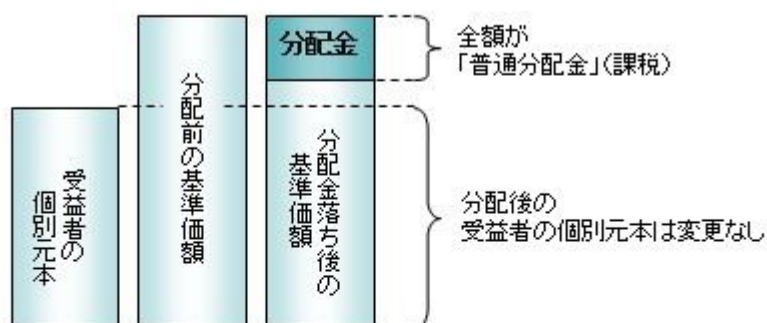 受益者の
個別元本
分配前の基準価額
分配金
分配金落ち後の
基準価額
全額が
「普通分配金」(課税)
分配後の
受益者の個別元本は変更なし